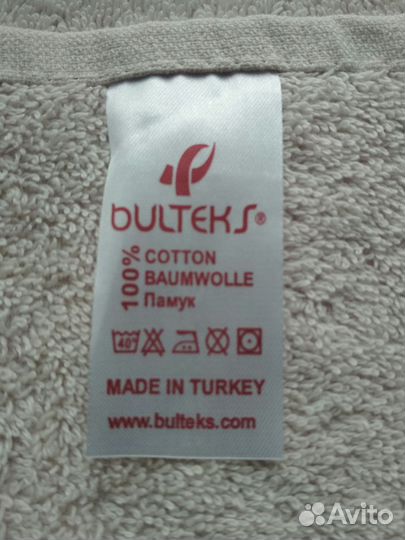 bULTEKS®
100%
COTTON
BAUMWOLLE
Памук
40°
MADE IN TURKEY
www.bulteks.com
Avito